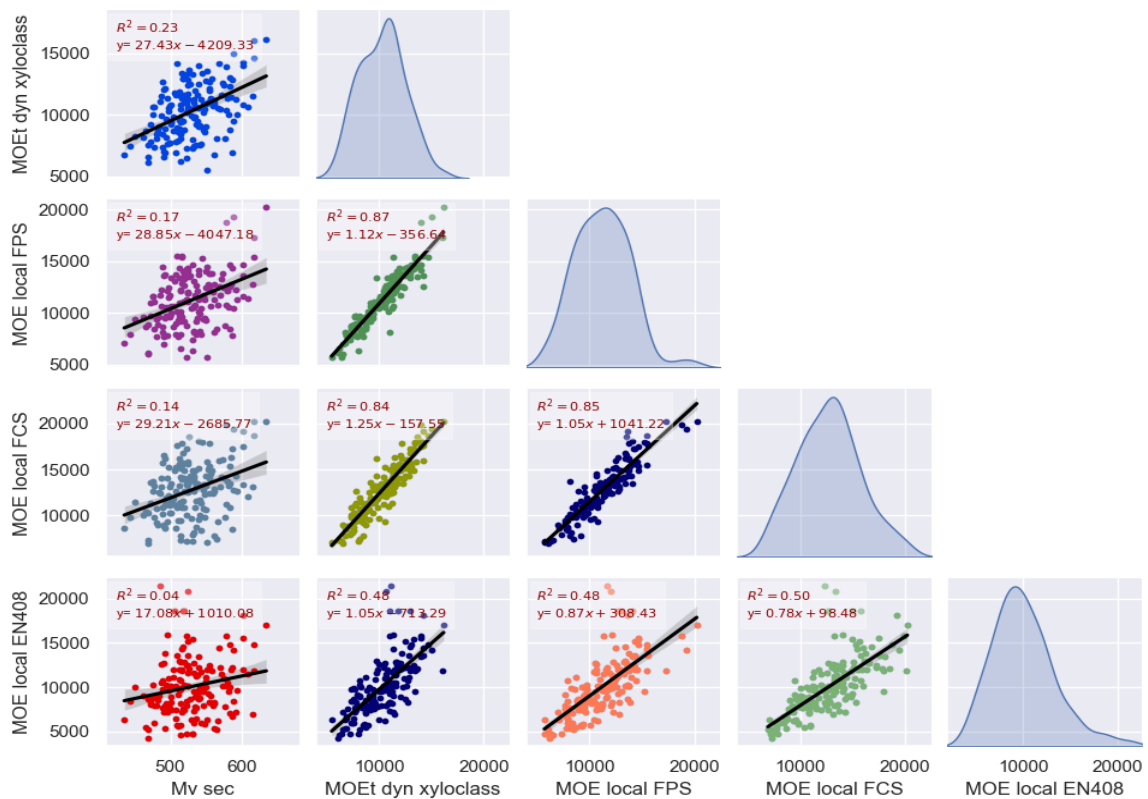 MOEt dyn xyloclass
15000
10000
5000
R² = 0.23
y= 27.43x − 4209.33
MOE local FPS
20000
15000
10000
5000
R² = 0.17
y= 28.85x − 4047.18
R² = 0.87
y= 1.12x − 356.64
MOE local FCS
20000
15000
10000
R² = 0.14
y= 29.21x − 2685.77
R² = 0.84
y= 1.25x − 157.55
R² = 0.85
y= 1.05x + 1041.22
MOE local EN408
20000
15000
10000
5000
R² = 0.04
y= 17.08x + 1010.08
R² = 0.48
y= 1.05x − 713.29
R² = 0.48
y= 0.87x + 308.43
R² = 0.50
y= 0.78x + 98.48
500 600
10000 20000
10000 20000
10000 20000
10000 20000
Mv sec
MOEt dyn xyloclass
MOE local FPS
MOE local FCS
MOE local EN408